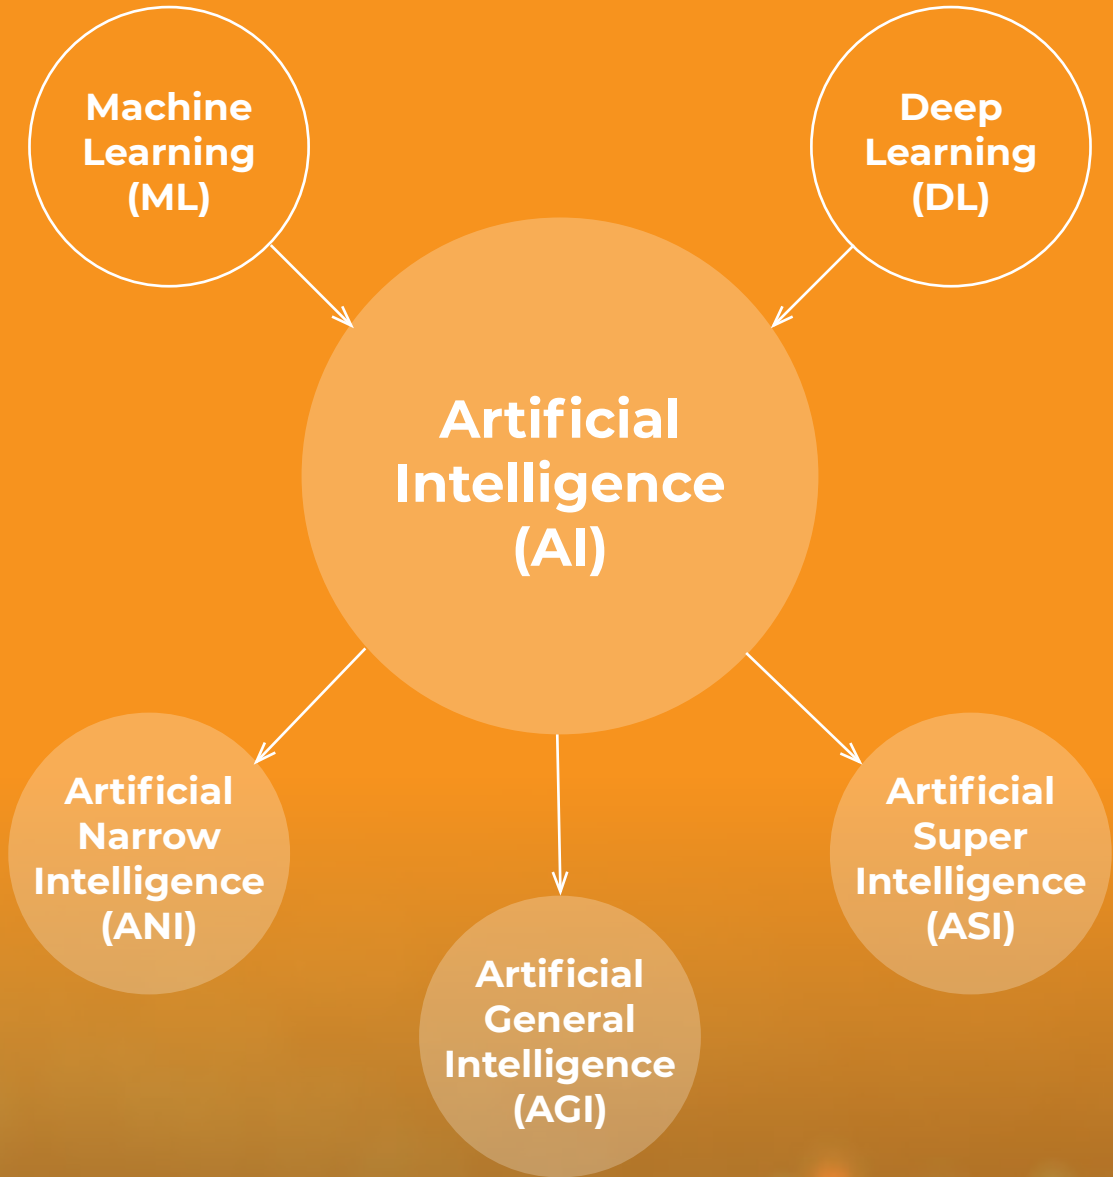 Machine
Learning
(ML)
Deep
Learning
(DL)
Artificial
Intelligence
(AI)
Artificial
Narrow
Intelligence
(ANI)
Artificial
General
Intelligence
(AGI)
Artificial
Super
Intelligence
(ASI)